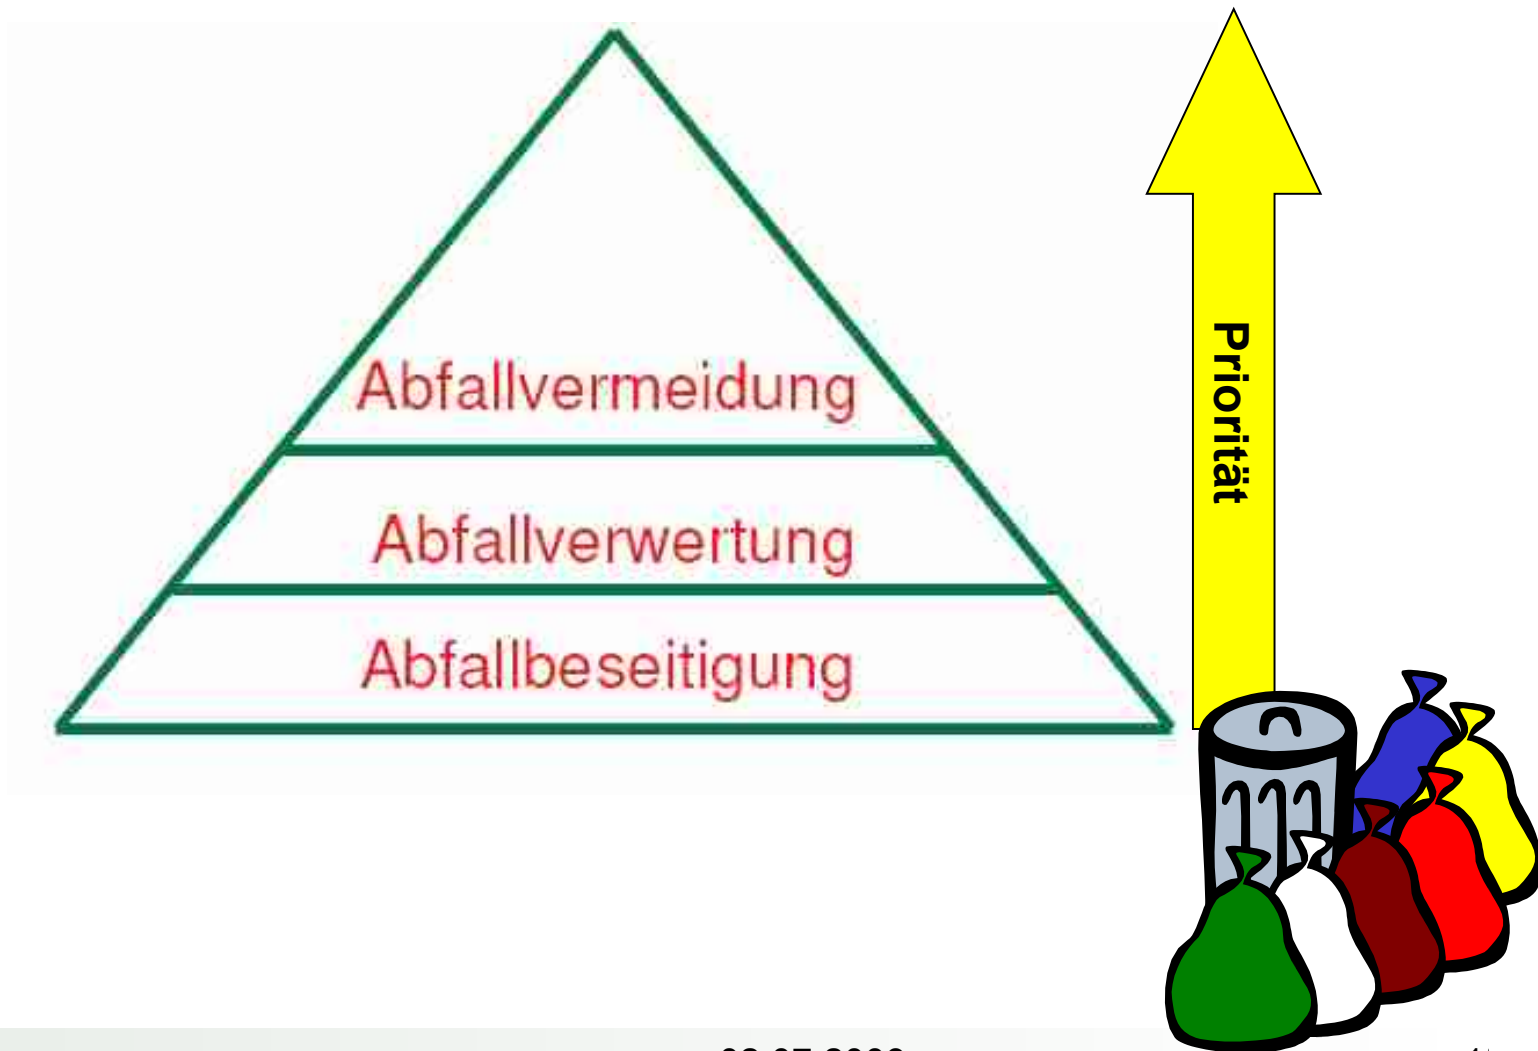 Abfallvermeidung
Abfallverwertung
Abfallbeseitigung
Priorität